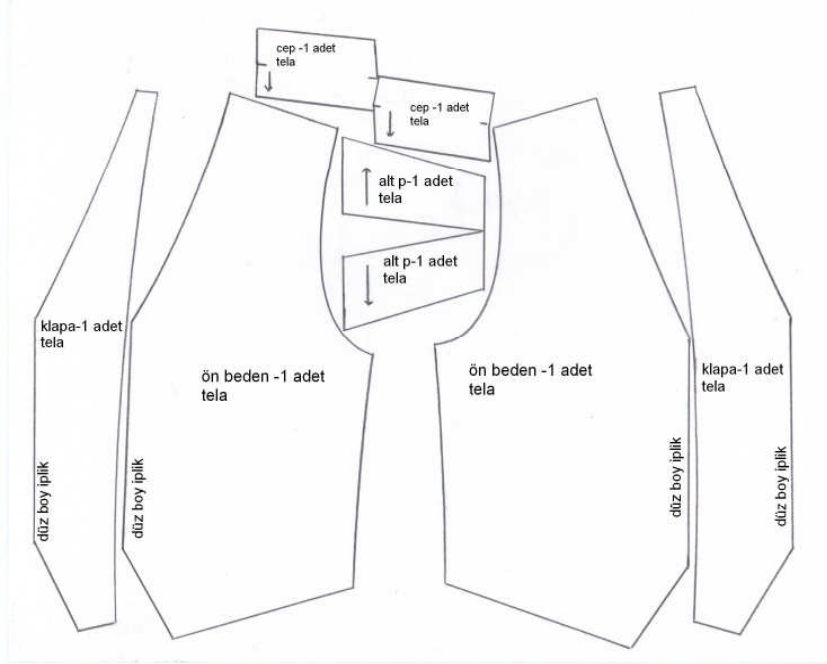 cep -1 adet
tela
cep -1 adet
tela
alt p-1 adet
tela
alt p-1 adet
tela
klapa-1 adet
tela
ön beden -1 adet
tela
ön beden -1 adet
tela
klapa-1 adet
tela
düz boy iplik
düz boy iplik
düz boy iplik
düz boy iplik